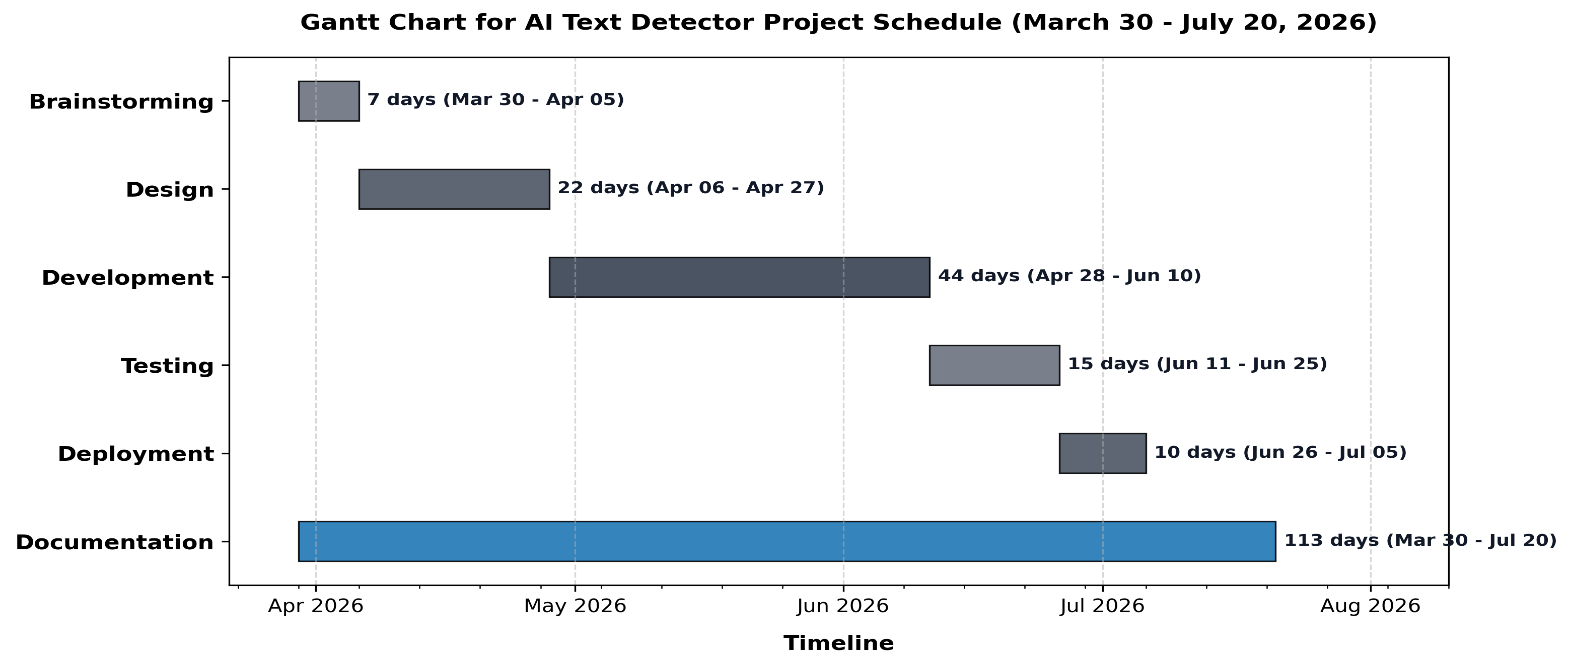 Gantt Chart for AI Text Detector Project Schedule (March 30 - July 20, 2026)
Brainstorming
7 days (Mar 30 - Apr 05)
Design
22 days (Apr 06 - Apr 27)
Development
44 days (Apr 28 - Jun 10)
Testing
15 days (Jun 11 - Jun 25)
Deployment
10 days (Jun 26 - Jul 05)
Documentation
113 days (Mar 30 - Jul 20)
Apr 2026
May 2026
Jun 2026
Jul 2026
Aug 2026
Timeline